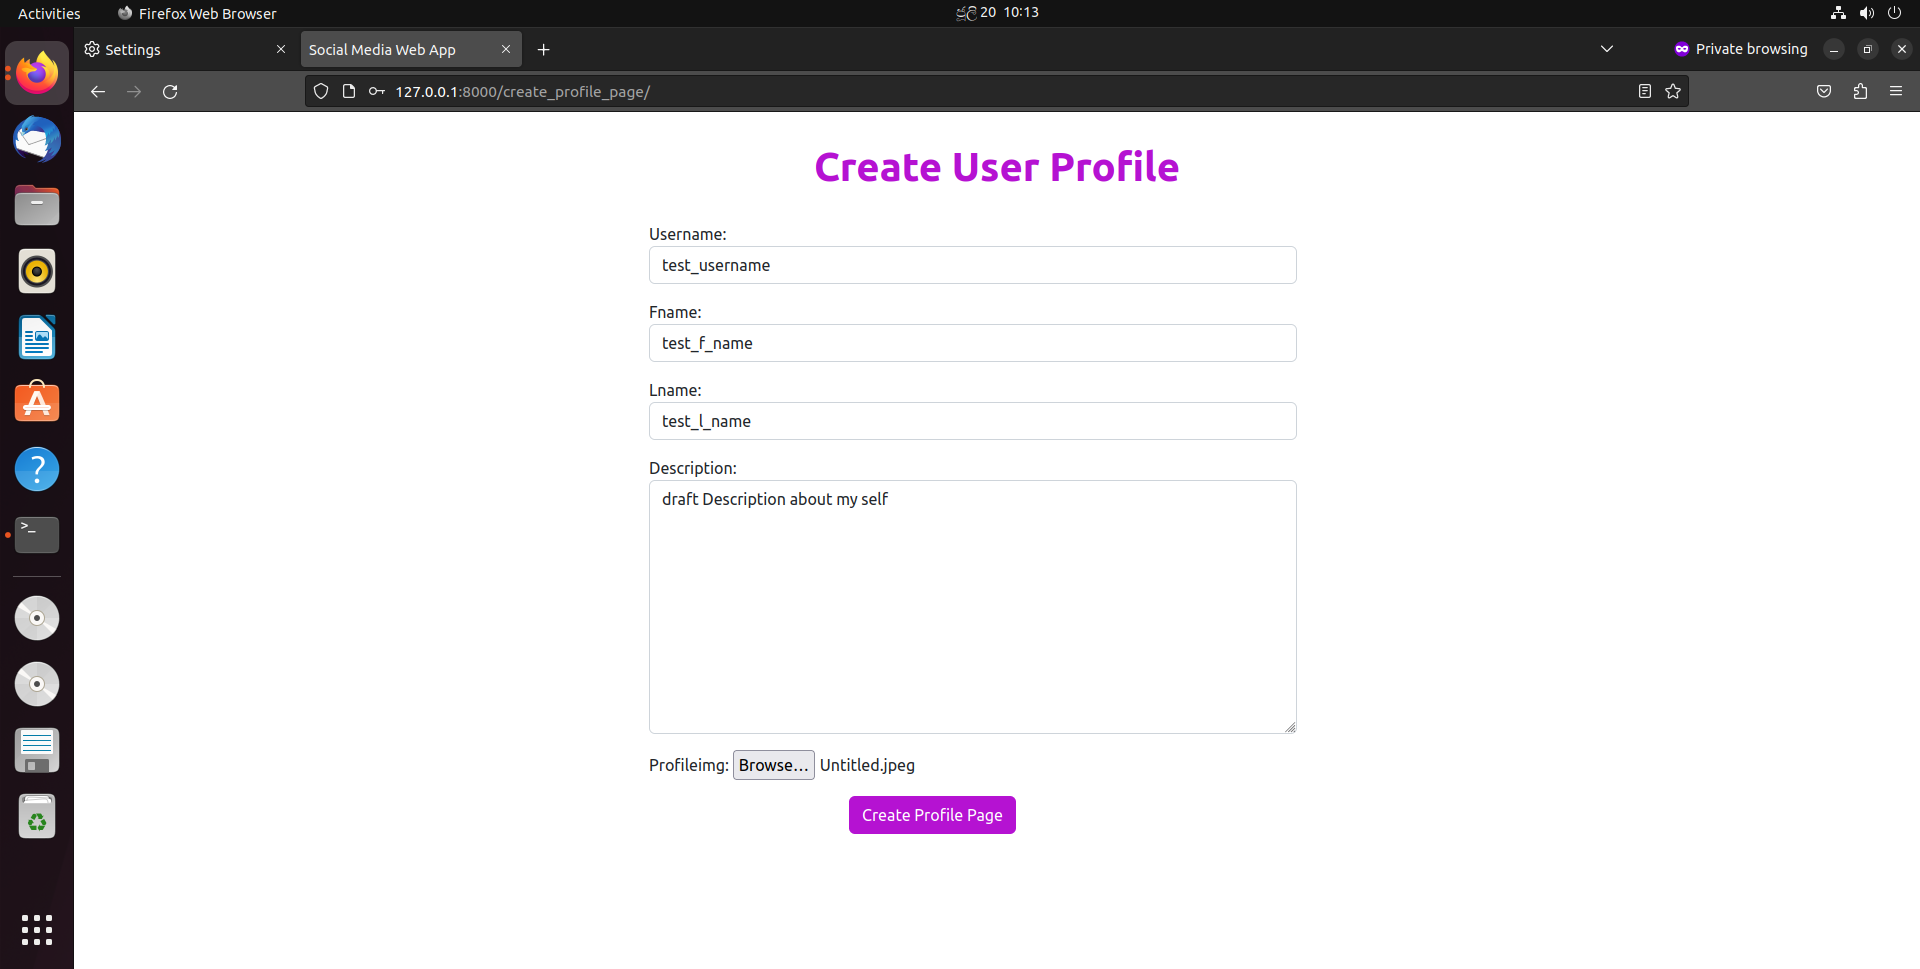 Activities Firefox Web Browser ජූලි 20 10:13
Settings Social Media Web App Private browsing
127.0.0.1:8000/create_profile_page/
Create User Profile
Username:
test_username
Fname:
test_f_name
Lname:
test_l_name
Description:
draft Description about my self
Profileimg: Browse... Untitled.jpeg
Create Profile Page